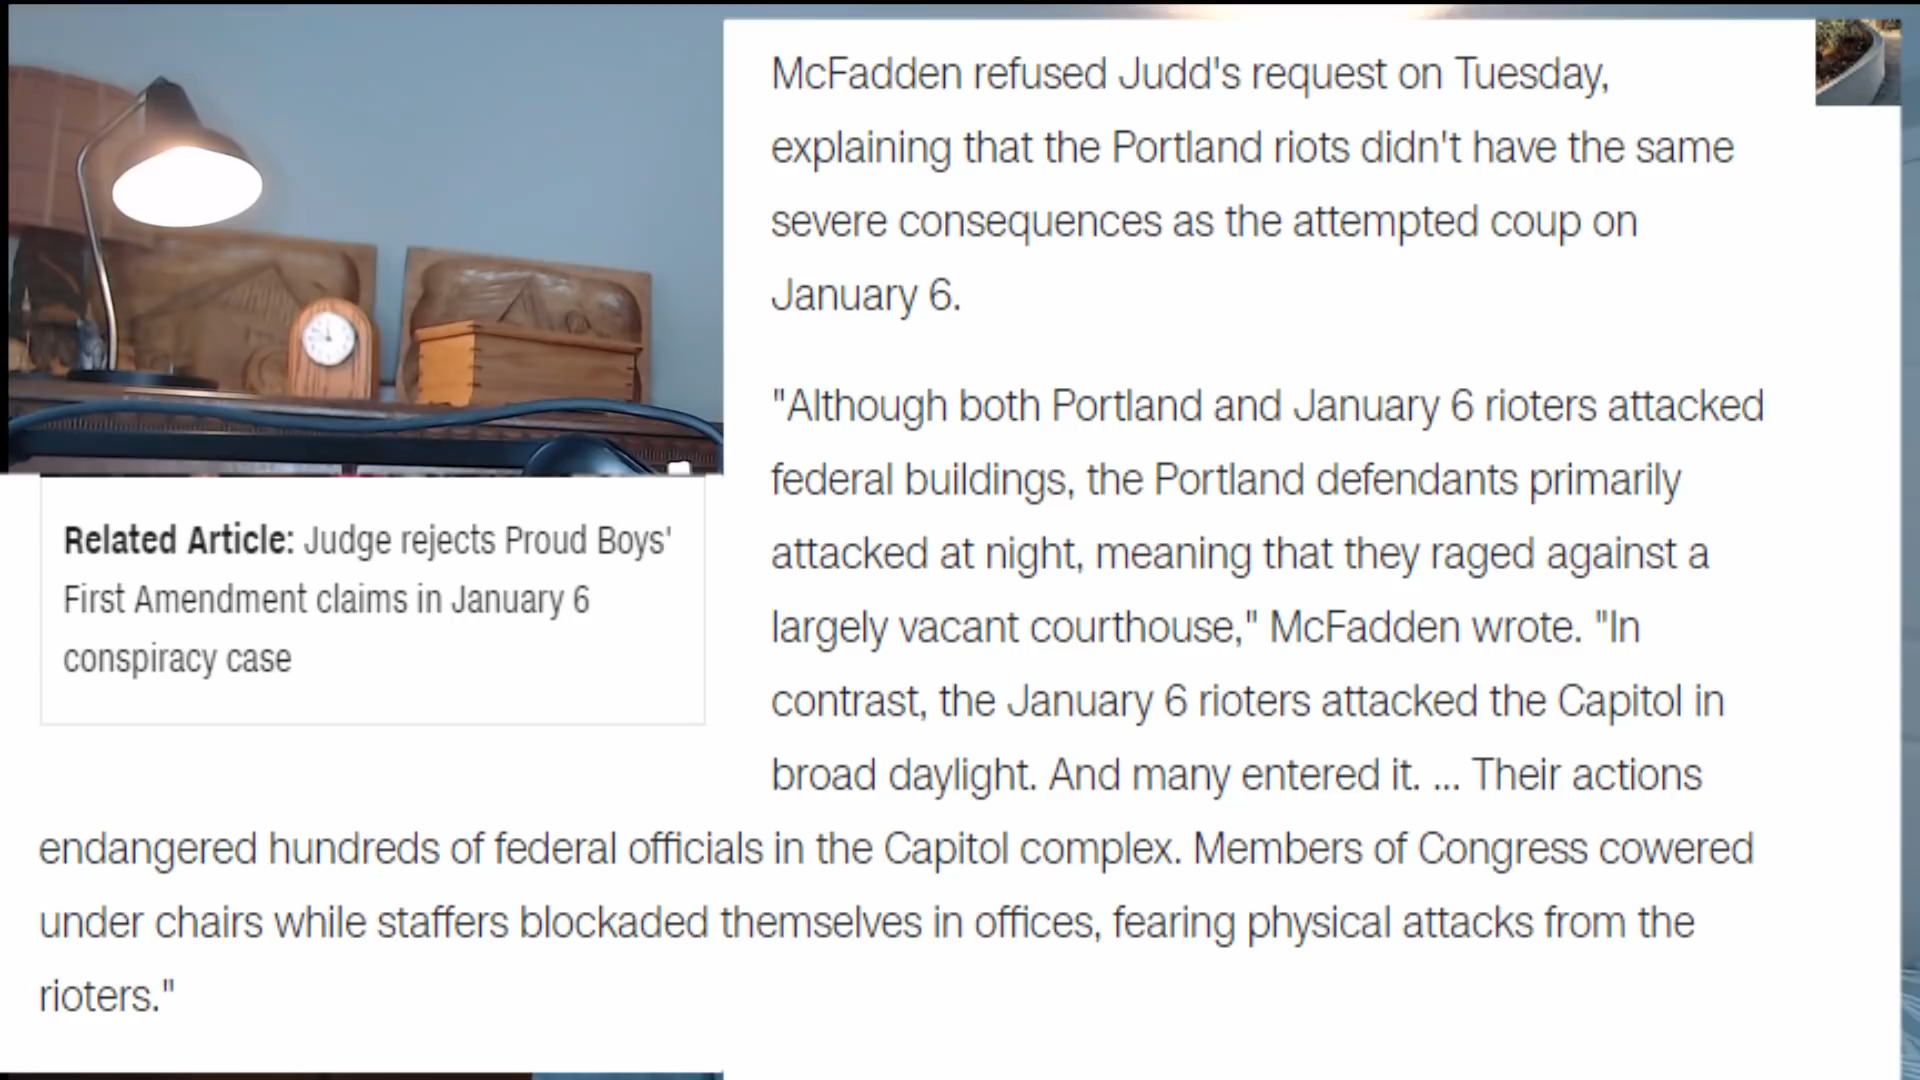 McFadden refused Judd's request on Tuesday,
explaining that the Portland riots didn't have the same
severe consequences as the attempted coup on
January 6.
"Although both Portland and January 6 rioters attacked
federal buildings, the Portland defendants primarily
attacked at night, meaning that they raged against a
largely vacant courthouse," McFadden wrote. "In
contrast, the January 6 rioters attacked the Capitol in
broad daylight. And many entered it. ... Their actions
endangered hundreds of federal officials in the Capitol complex. Members of Congress cowered
under chairs while staffers blockaded themselves in offices, fearing physical attacks from the
rioters."
Related Article: Judge rejects Proud Boys'
First Amendment claims in January 6
conspiracy case